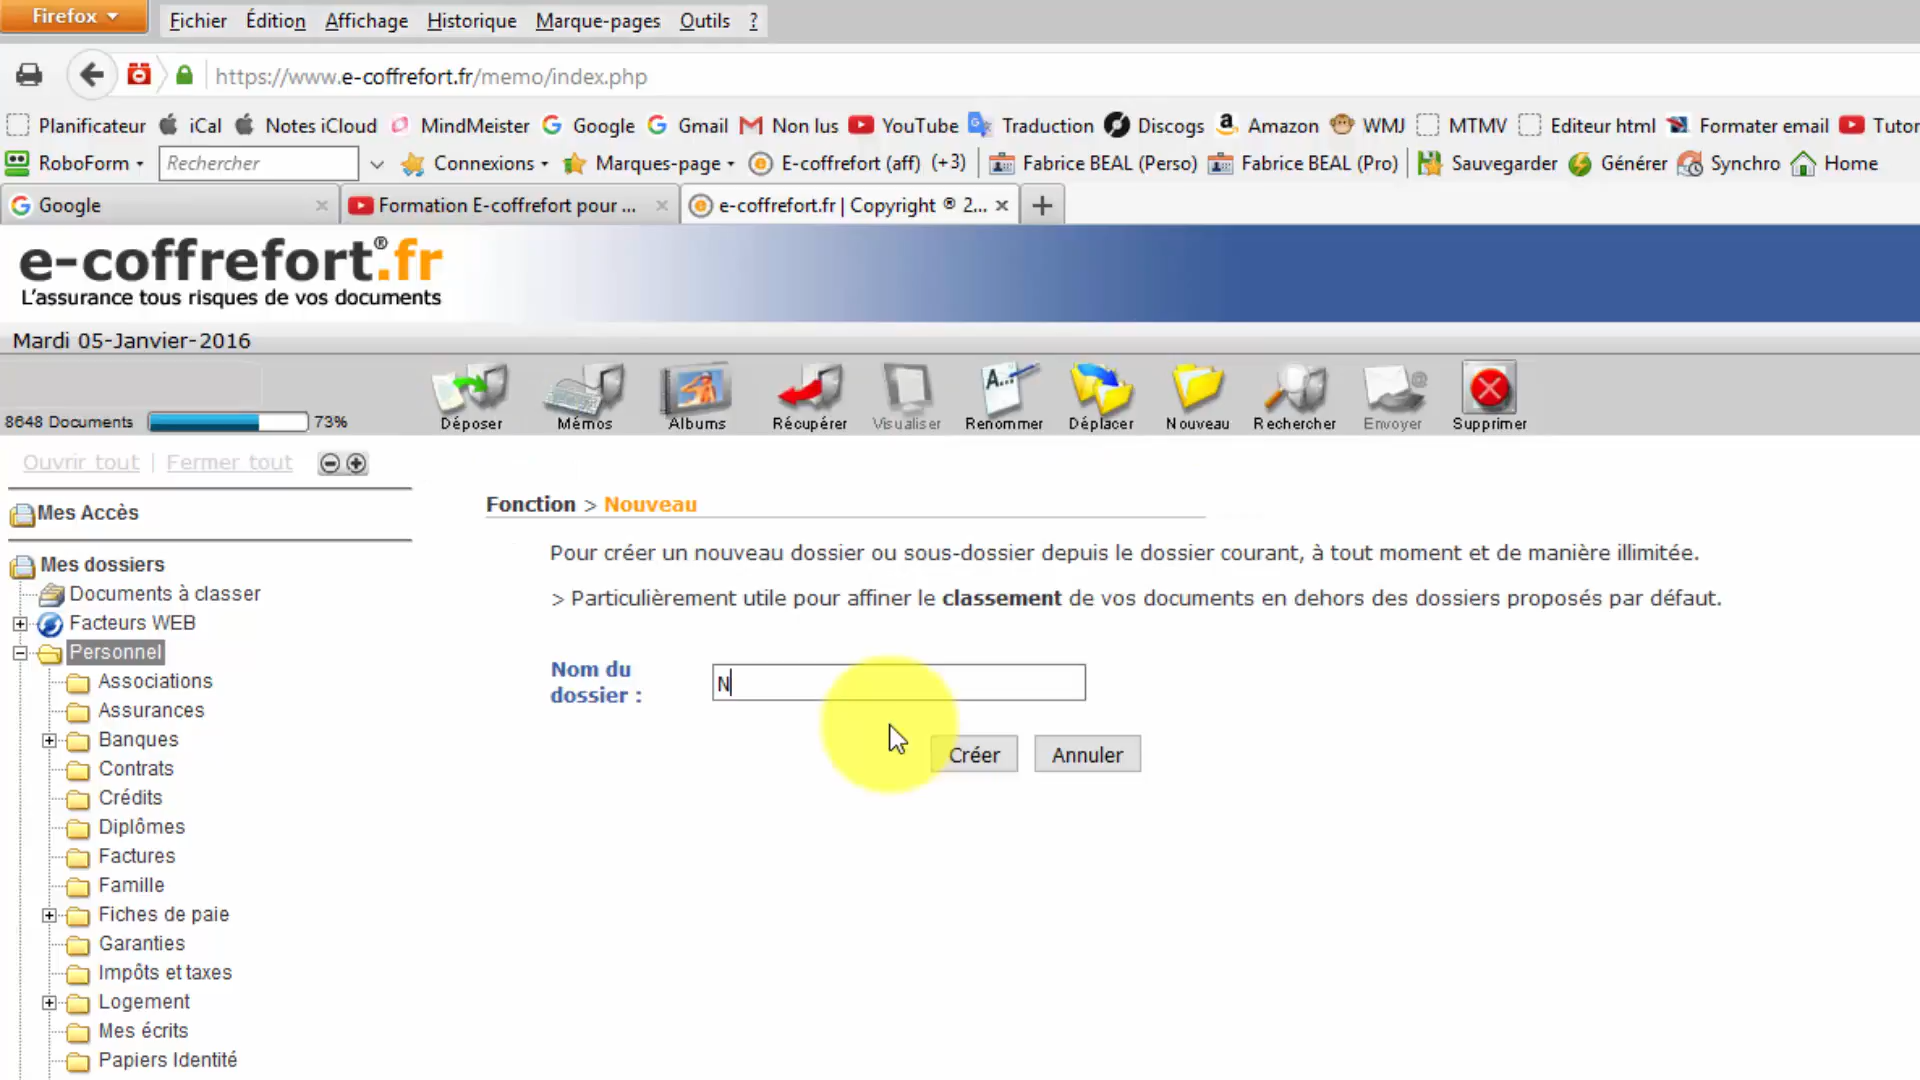 Firefox
Fichier Édition Affichage Historique Marque-pages Outils ?
https://www.e-coffrefort.fr/memo/index.php
Planificateur iCal Notes iCloud MindMeister Google Gmail Non lus YouTube Traduction Discogs Amazon WMJ MTMV Editeur html Formater email Tutor
RoboForm Rechercher Connexions Marques-page E-coffrefort (aff) (+3) Fabrice BEAL (Perso) Fabrice BEAL (Pro) Sauvegarder Générer Synchro Home
Google Formation E-coffrefort pour ... e-coffrefort.fr | Copyright ® 2...
e-coffrefort®.fr
L'assurance tous risques de vos documents
Mardi 05-Janvier-2016
8648 Documents 73%
Déposer Mémos Albums Récupérer Visualiser Renommer Déplacer Nouveau Rechercher Envoyer Supprimer
Ouvrir tout | Fermer tout
Mes Accès
Fonction > Nouveau
Pour créer un nouveau dossier ou sous-dossier depuis le dossier courant, à tout moment et de manière illimitée.
> Particulièrement utile pour affiner le classement de vos documents en dehors des dossiers proposés par défaut.
Nom du
dossier :
N
Créer Annuler
Mes dossiers
Documents à classer
Facteurs WEB
Personnel
Associations
Assurances
Banques
Contrats
Crédits
Diplômes
Factures
Famille
Fiches de paie
Garanties
Impôts et taxes
Logement
Mes écrits
Papiers Identité